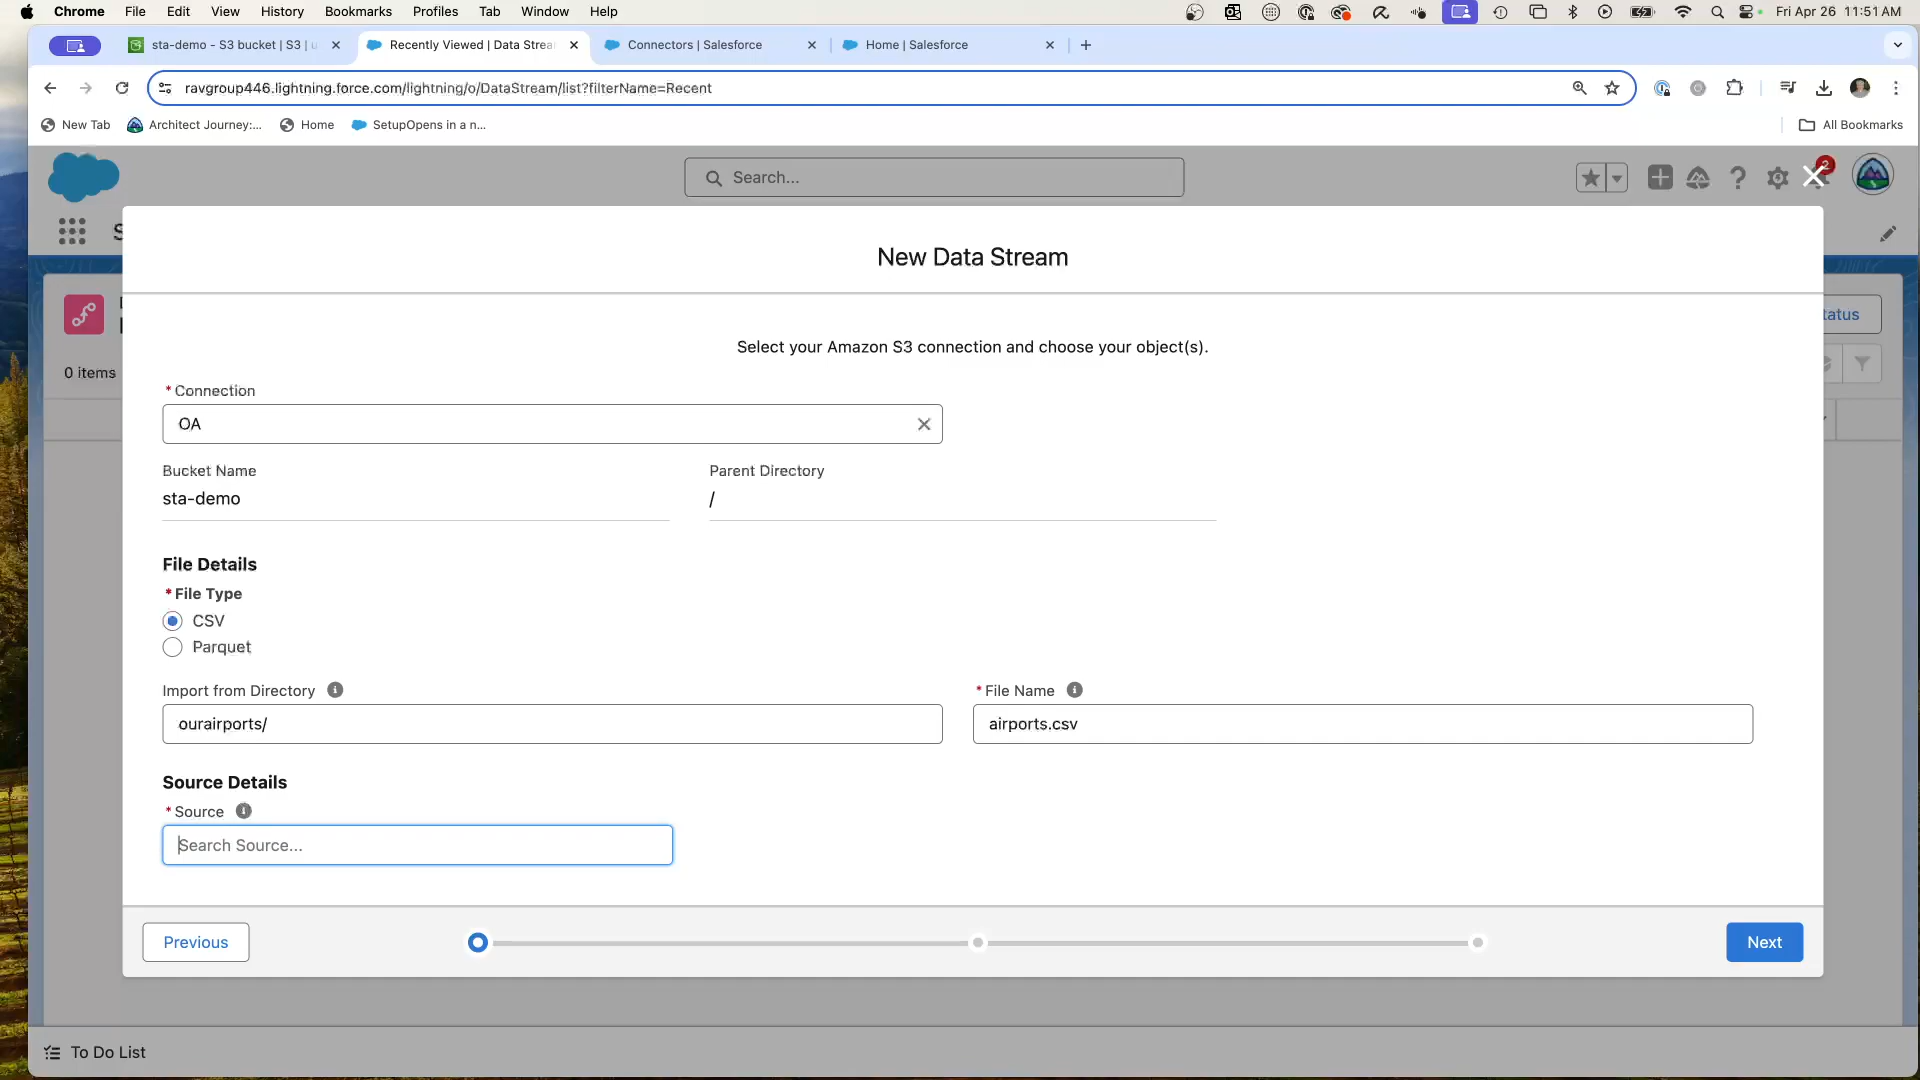 Chrome File Edit View History Bookmarks Profiles Tab Window Help Fri Apr 26 11:51 AM
sta-demo - S3 bucket | S3 | u Recently Viewed | Data Strea Connectors | Salesforce Home | Salesforce
ravgroup446.lightning.force.com/lightning/o/DataStream/list?filterName=Recent
New Tab Architect Journey:... Home SetupOpens in a n... All Bookmarks
Search... 2
New Data Stream
tatus
0 items
Select your Amazon S3 connection and choose your object(s).
* Connection
OA
Bucket Name Parent Directory
sta-demo /
File Details
* File Type
CSV
Parquet
Import from Directory * File Name
ourairports/ airports.csv
Source Details
* Source
Search Source...
Previous Next
To Do List